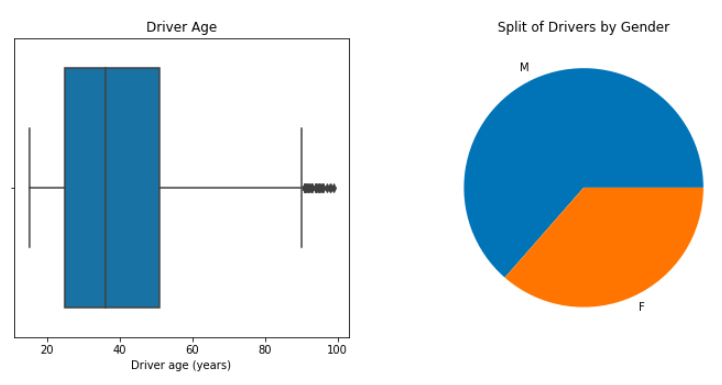 Driver Age
20
40
60
80
100
Driver age (years)
Split of Drivers by Gender
M
F